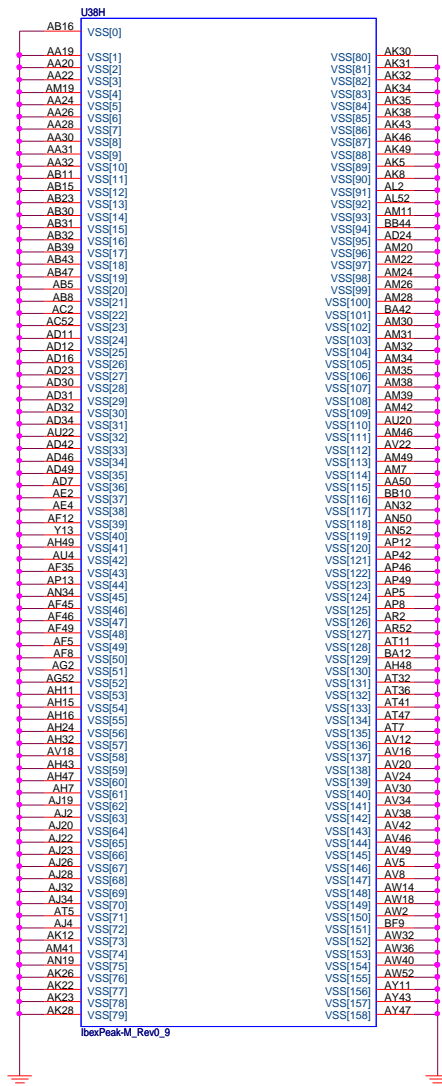 U38H
AB16 VSS[0]
AA19 VSS[1] VSS[80] AK30
AA20 VSS[2] VSS[81] AK31
AA22 VSS[3] VSS[82] AK32
AM19 VSS[4] VSS[83] AK34
AA24 VSS[5] VSS[84] AK35
AA26 VSS[6] VSS[85] AK38
AA28 VSS[7] VSS[86] AK43
AA30 VSS[8] VSS[87] AK46
AA31 VSS[9] VSS[88] AK49
AA32 VSS[10] VSS[89] AK5
AB11 VSS[11] VSS[90] AK8
AB15 VSS[12] VSS[91] AL2
AB23 VSS[13] VSS[92] AL52
AB30 VSS[14] VSS[93] AM11
AB31 VSS[15] VSS[94] BB44
AB32 VSS[16] VSS[95] AD24
AB39 VSS[17] VSS[96] AM20
AB43 VSS[18] VSS[97] AM22
AB47 VSS[19] VSS[98] AM24
AB5 VSS[20] VSS[99] AM26
AB8 VSS[21] VSS[100] AM28
AC2 VSS[22] VSS[101] BA42
AC52 VSS[23] VSS[102] AM30
AD11 VSS[24] VSS[103] AM31
AD12 VSS[25] VSS[104] AM32
AD16 VSS[26] VSS[105] AM34
AD23 VSS[27] VSS[106] AM35
AD30 VSS[28] VSS[107] AM38
AD31 VSS[29] VSS[108] AM39
AD32 VSS[30] VSS[109] AM42
AD34 VSS[31] VSS[110] AU20
AU22 VSS[32] VSS[111] AM46
AD42 VSS[33] VSS[112] AV22
AD46 VSS[34] VSS[113] AM49
AD49 VSS[35] VSS[114] AM7
AD7 VSS[36] VSS[115] AA50
AE2 VSS[37] VSS[116] BB10
AE4 VSS[38] VSS[117] AN32
AF12 VSS[39] VSS[118] AN50
Y13 VSS[40] VSS[119] AN52
AH49 VSS[41] VSS[120] AP12
AU4 VSS[42] VSS[121] AP42
AF35 VSS[43] VSS[122] AP46
AP13 VSS[44] VSS[123] AP49
AN34 VSS[45] VSS[124] AP5
AF45 VSS[46] VSS[125] AP8
AF46 VSS[47] VSS[126] AR2
AF49 VSS[48] VSS[127] AR52
AF5 VSS[49] VSS[128] AT11
AF8 VSS[50] VSS[129] BA12
AG2 VSS[51] VSS[130] AH48
AG52 VSS[52] VSS[131] AT32
AH11 VSS[53] VSS[132] AT36
AH15 VSS[54] VSS[133] AT41
AH16 VSS[55] VSS[134] AT47
AH24 VSS[56] VSS[135] AT7
AH32 VSS[57] VSS[136] AV12
AV18 VSS[58] VSS[137] AV16
AH43 VSS[59] VSS[138] AV20
AH47 VSS[60] VSS[139] AV24
AH7 VSS[61] VSS[140] AV30
AJ19 VSS[62] VSS[141] AV34
AJ2 VSS[63] VSS[142] AV38
AJ20 VSS[64] VSS[143] AV42
AJ22 VSS[65] VSS[144] AV46
AJ23 VSS[66] VSS[145] AV49
AJ26 VSS[67] VSS[146] AV5
AJ28 VSS[68] VSS[147] AV8
AJ32 VSS[69] VSS[148] AW14
AJ34 VSS[70] VSS[149] AW18
AT5 VSS[71] VSS[150] AW2
AJ4 VSS[72] VSS[151] BF9
AK12 VSS[73] VSS[152] AW32
AM41 VSS[74] VSS[153] AW36
AN19 VSS[75] VSS[154] AW40
AK26 VSS[76] VSS[155] AW52
AK22 VSS[77] VSS[156] AY11
AK23 VSS[78] VSS[157] AY43
AK28 VSS[79] VSS[158] AY47
IbexPeak-M_Rev0_9